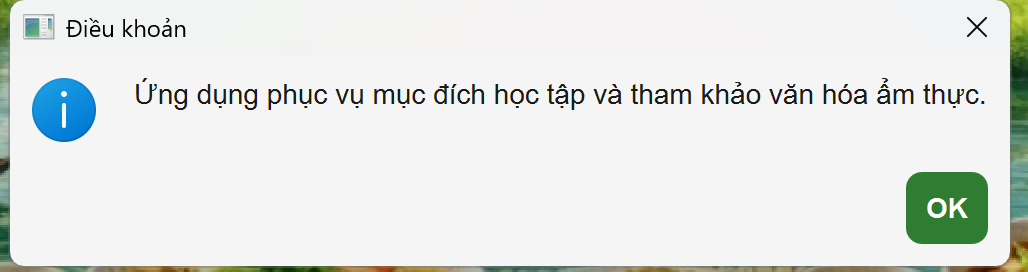 Điều khoản
Ứng dụng phục vụ mục đích học tập và tham khảo văn hóa ẩm thực.
OK